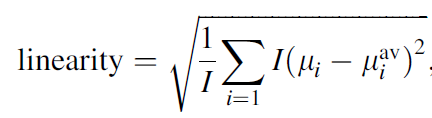 linearity = √(1/I ∑_{i=1} I(μ_i − μ_i^{av})²,